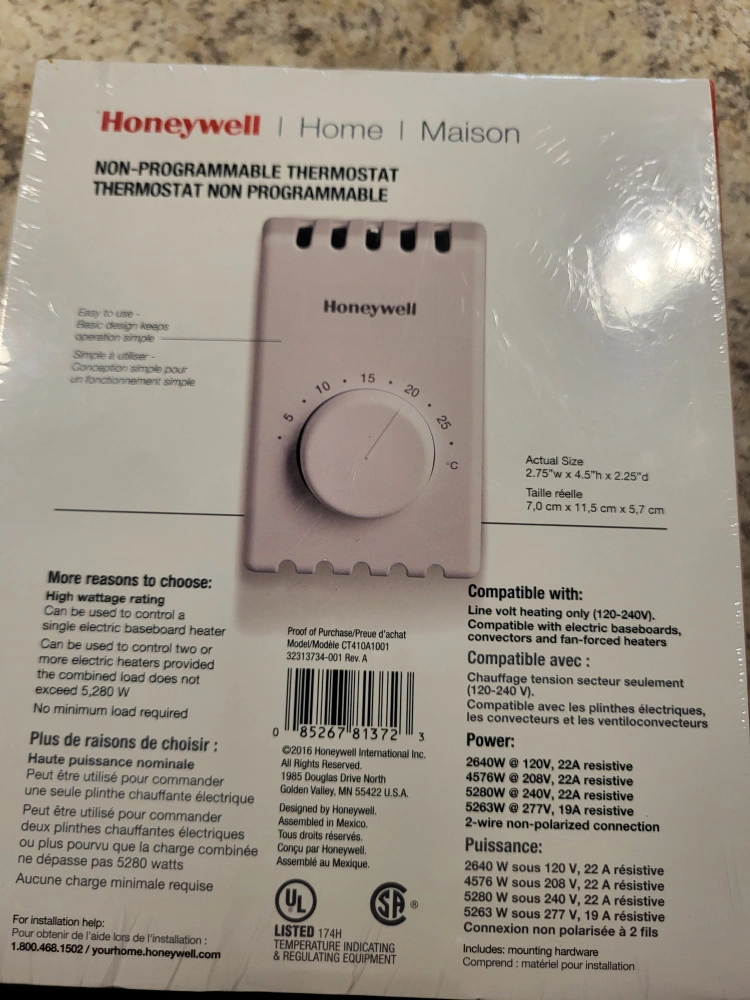 Honeywell | Home | Maison
NON-PROGRAMMABLE THERMOSTAT
THERMOSTAT NON PROGRAMMABLE
Honeywell
Easy to use -
Basic design keeps
operation simple
Simple à utiliser -
Conception simple pour
un fonctionnement simple
5 10 15 20 25 °C
Actual Size
2.75"w x 4.5"h x 2.25"d
Taille réelle
7,0 cm x 11,5 cm x 5,7 cm
More reasons to choose:
High wattage rating
Can be used to control a
single electric baseboard heater
Can be used to control two or
more electric heaters provided
the combined load does not
exceed 5,280 W
No minimum load required
Plus de raisons de choisir :
Haute puissance nominale
Peut être utilisé pour commander
une seule plinthe chauffante électrique
Peut être utilisé pour commander
deux plinthes chauffantes électriques
ou plus pourvu que la charge combinée
ne dépasse pas 5280 watts
Aucune charge minimale requise
For installation help:
Pour obtenir de l'aide lors de l'installation :
1.800.468.1502 / yourhome.honeywell.com
Proof of Purchase/Preue d'achat
Model/Modèle CT410A1001
32313734-001 Rev. A
0 85267 81372 3
©2016 Honeywell International Inc.
All Rights Reserved.
1985 Douglas Drive North
Golden Valley, MN 55422 U.S.A.
Designed by Honeywell.
Assembled in Mexico.
Tous droits réservés.
Conçu par Honeywell.
Assemblé au Mexique.
UL
SA ®
LISTED 174H
TEMPERATURE INDICATING
& REGULATING EQUIPMENT
Compatible with:
Line volt heating only (120-240V).
Compatible with electric baseboards,
convectors and fan-forced heaters
Compatible avec :
Chauffage tension secteur seulement
(120-240 V).
Compatible avec les plinthes électriques,
les convecteurs et les ventiloconvecteurs
Power:
2640W @ 120V, 22A resistive
4576W @ 208V, 22A resistive
5280W @ 240V, 22A resistive
5263W @ 277V, 19A resistive
2-wire non-polarized connection
Puissance:
2640 W sous 120 V, 22 A résistive
4576 W sous 208 V, 22 A résistive
5280 W sous 240 V, 22 A résistive
5263 W sous 277 V, 19 A résistive
Connexion non polarisée à 2 fils
Includes: mounting hardware
Comprend : matériel pour installation